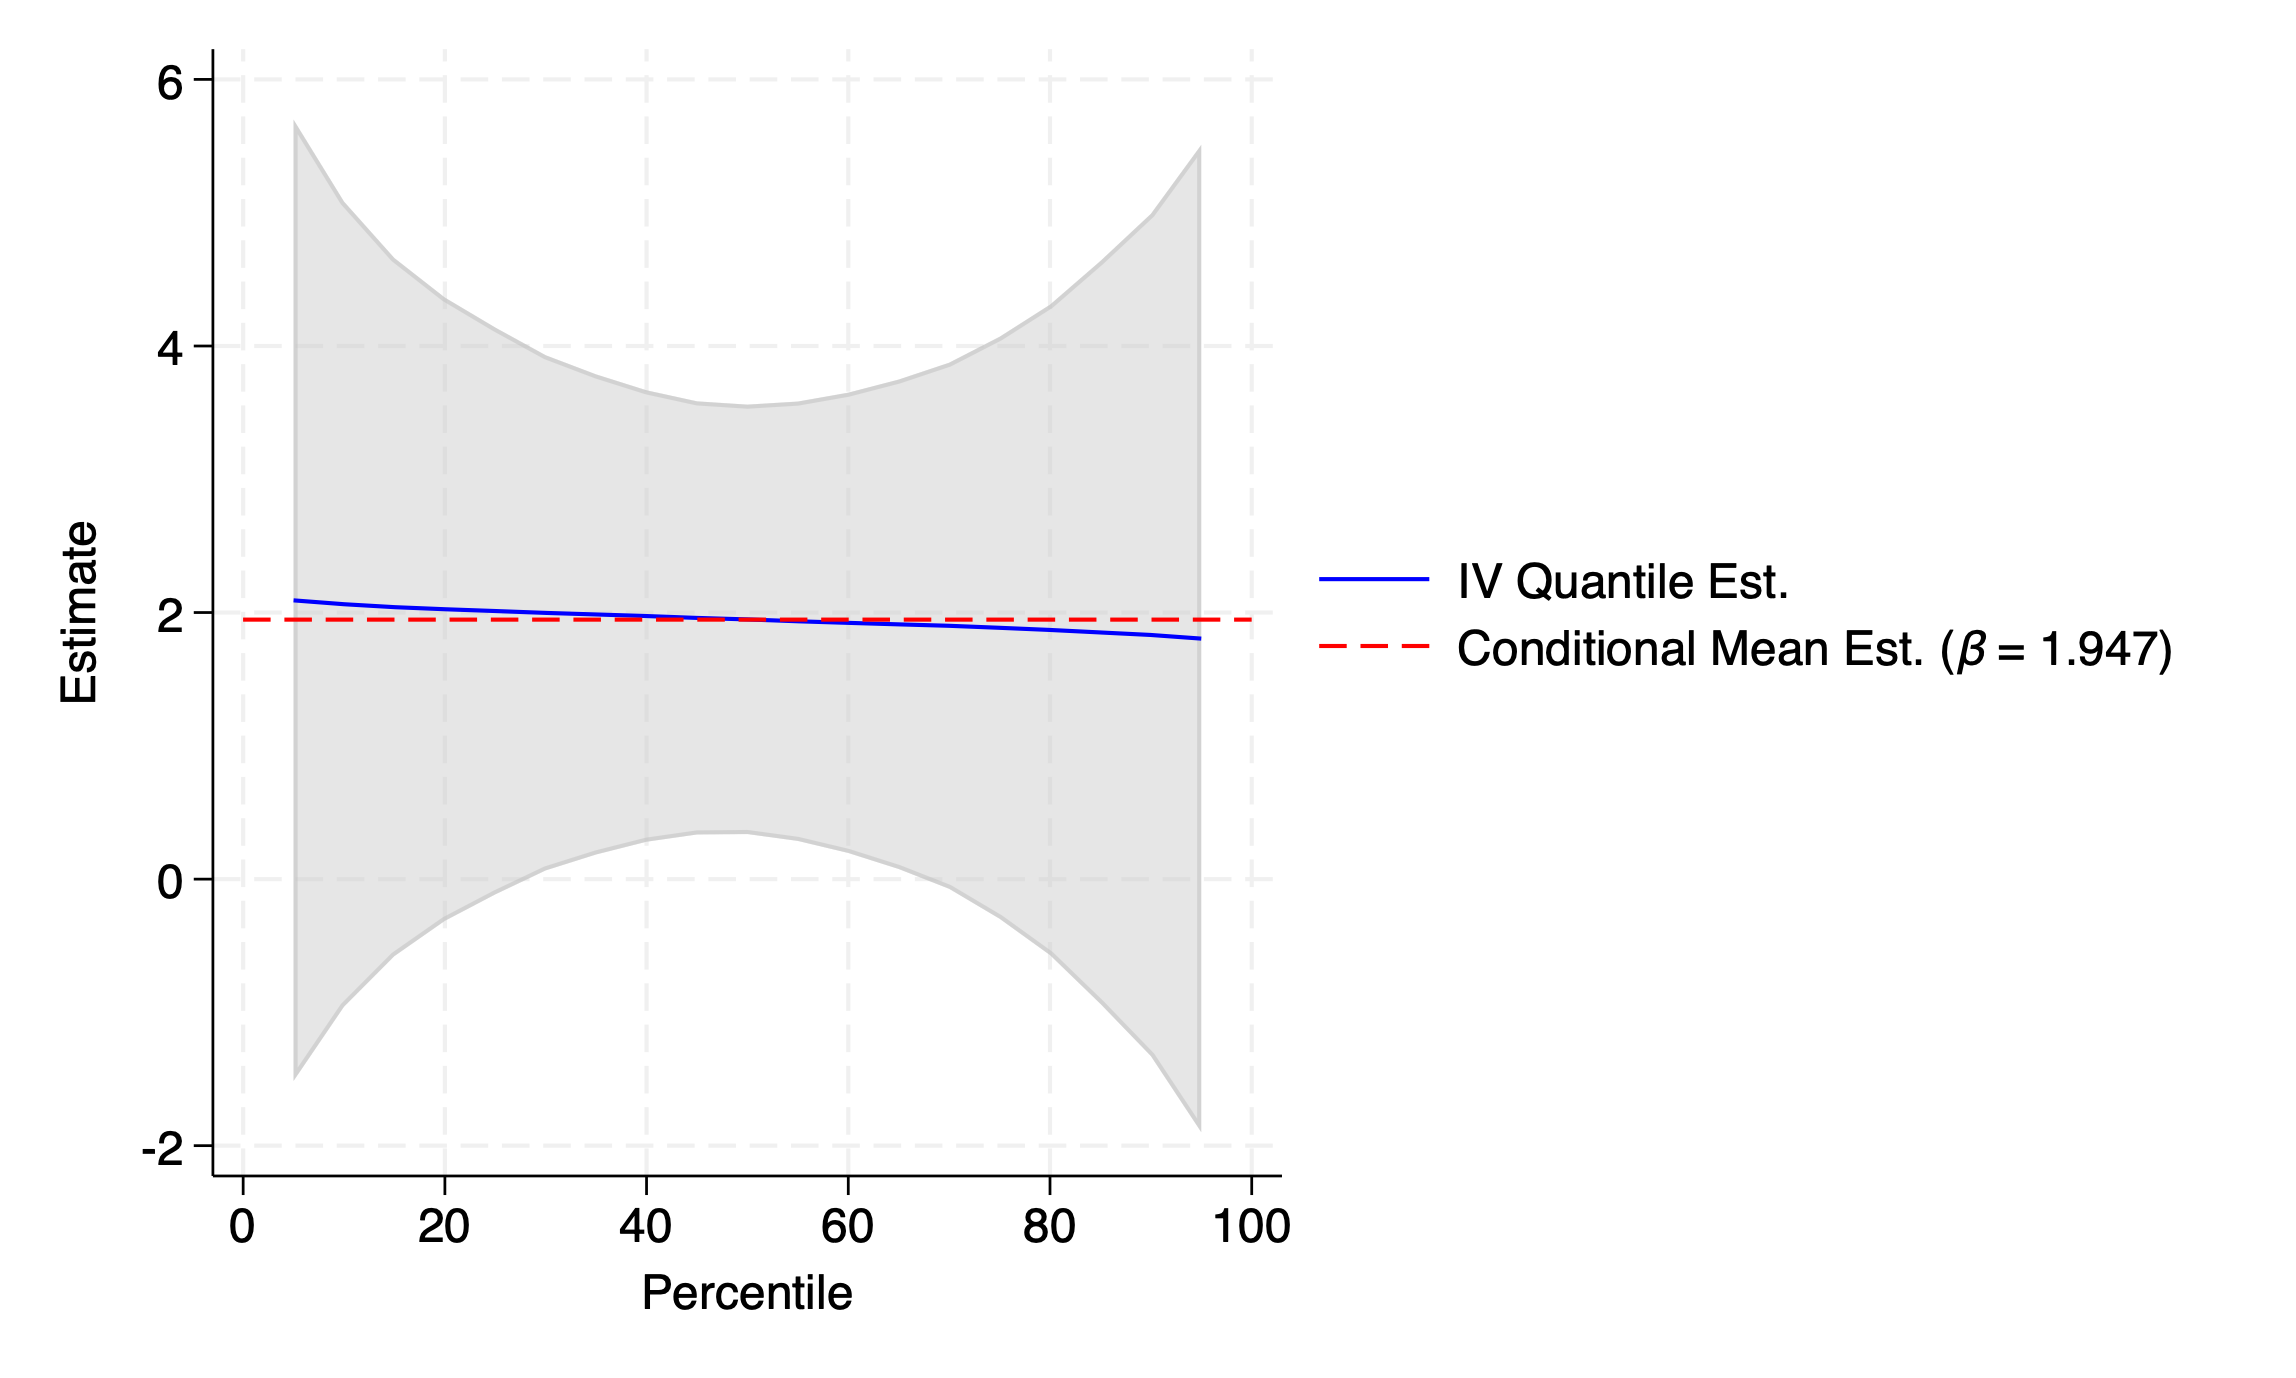 6
4
2
0
-2
Estimate
0 20 40 60 80 100
Percentile
IV Quantile Est.
Conditional Mean Est. (β = 1.947)